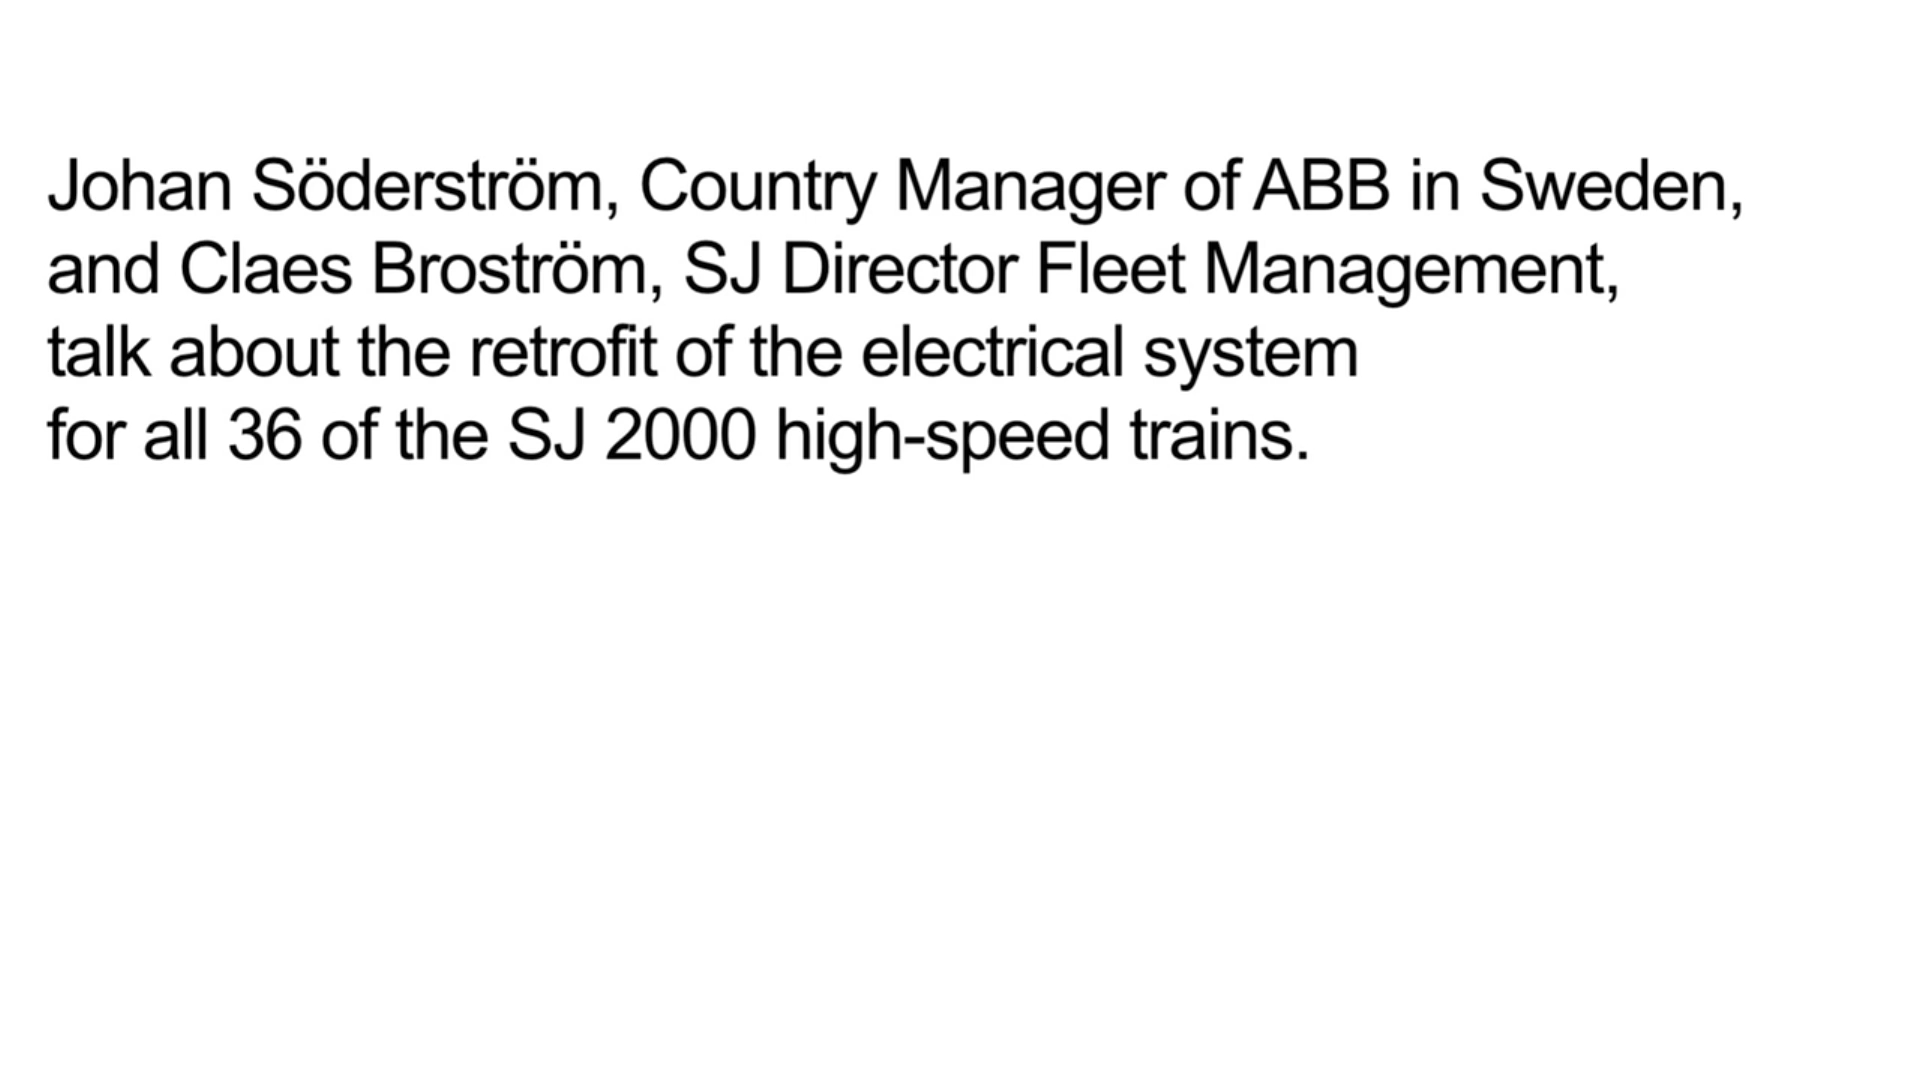 Johan Söderström, Country Manager of ABB in Sweden,
and Claes Broström, SJ Director Fleet Management,
talk about the retrofit of the electrical system
for all 36 of the SJ 2000 high-speed trains.